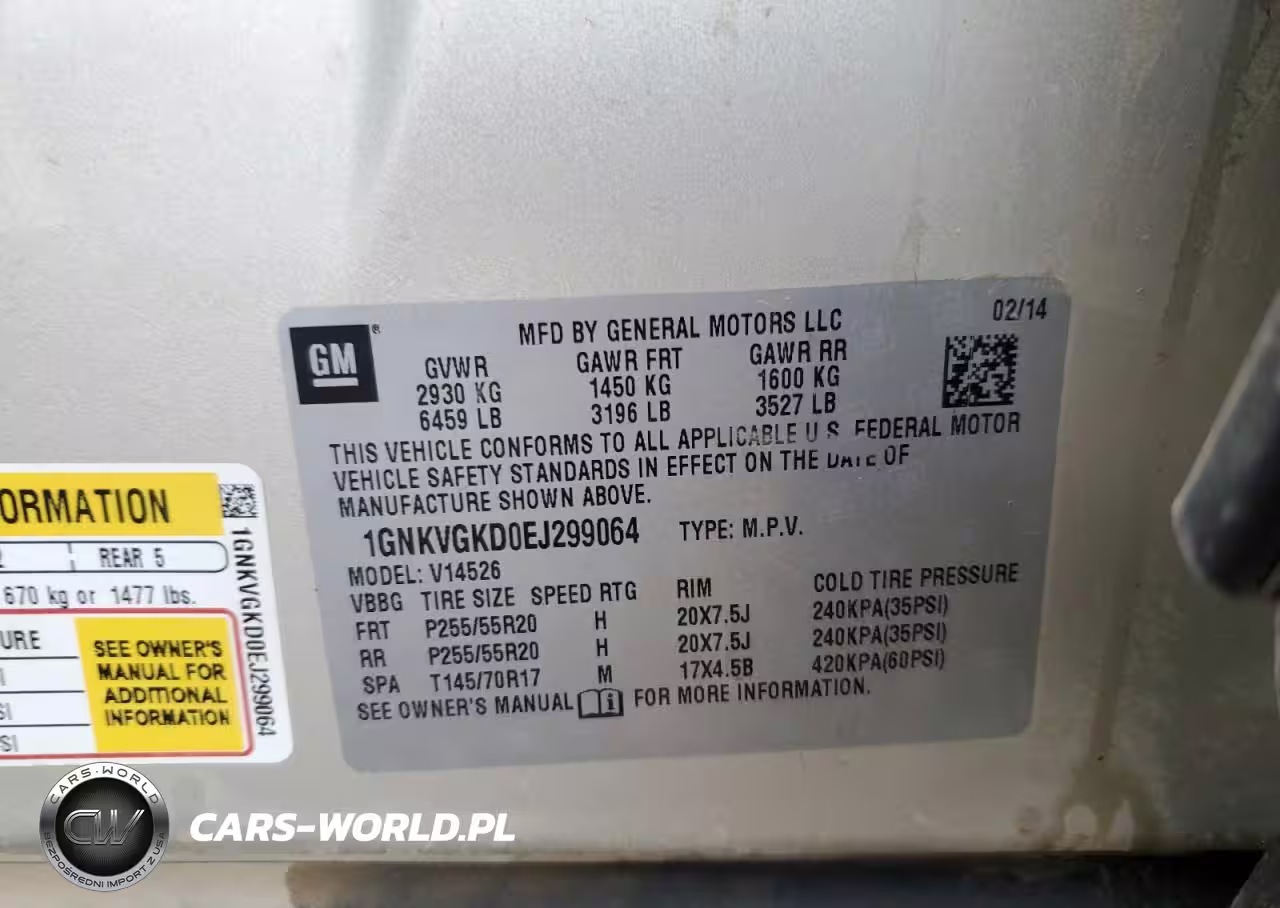 02/14
GM®
MFD BY GENERAL MOTORS LLC
GVWR GAWR FRT GAWR RR
2930 KG 1450 KG 1600 KG
6459 LB 3196 LB 3527 LB
THIS VEHICLE CONFORMS TO ALL APPLICABLE U.S. FEDERAL MOTOR
VEHICLE SAFETY STANDARDS IN EFFECT ON THE DATE OF
MANUFACTURE SHOWN ABOVE.
1GNKVGKD0EJ299064 TYPE: M.P.V.
MODEL: V14526
VBBG TIRE SIZE SPEED RTG RIM COLD TIRE PRESSURE
FRT P255/55R20 H 20X7.5J 240KPA(35PSI)
RR P255/55R20 H 20X7.5J 240KPA(35PSI)
SPA T145/70R17 M 17X4.5B 420KPA(60PSI)
SEE OWNER'S MANUAL i FOR MORE INFORMATION.
ORMATION
REAR 5
670 kg or 1477 lbs.
URE
SEE OWNER'S
MANUAL FOR
ADDITIONAL
INFORMATION
SI
PSI
1GNKVGKD0EJ299064
CARS-WORLD
CW
BEZPOŚREDNI IMPORT Z USA
CARS-WORLD.PL